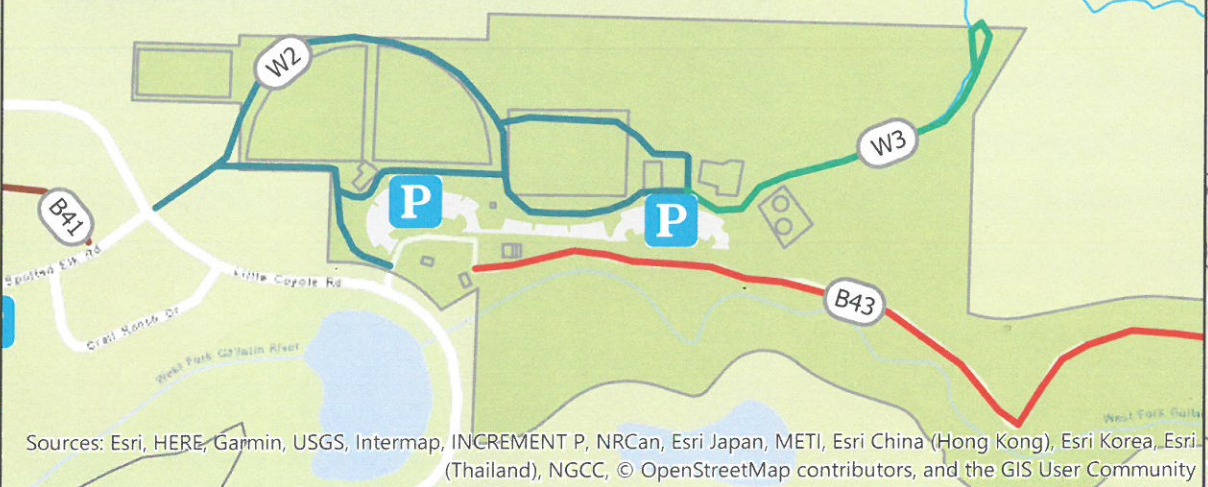 W2
W3
B41
P
P
Spotted Elk Rd
Little Coyote Rd
B43
Crail Ranch Dr
West Fork Gallatin River
West Fork Galla
Sources: Esri, HERE, Garmin, USGS, Intermap, INCREMENT P, NRCan, Esri Japan, METI, Esri China (Hong Kong), Esri Korea, Esri
(Thailand), NGCC, © OpenStreetMap contributors, and the GIS User Community